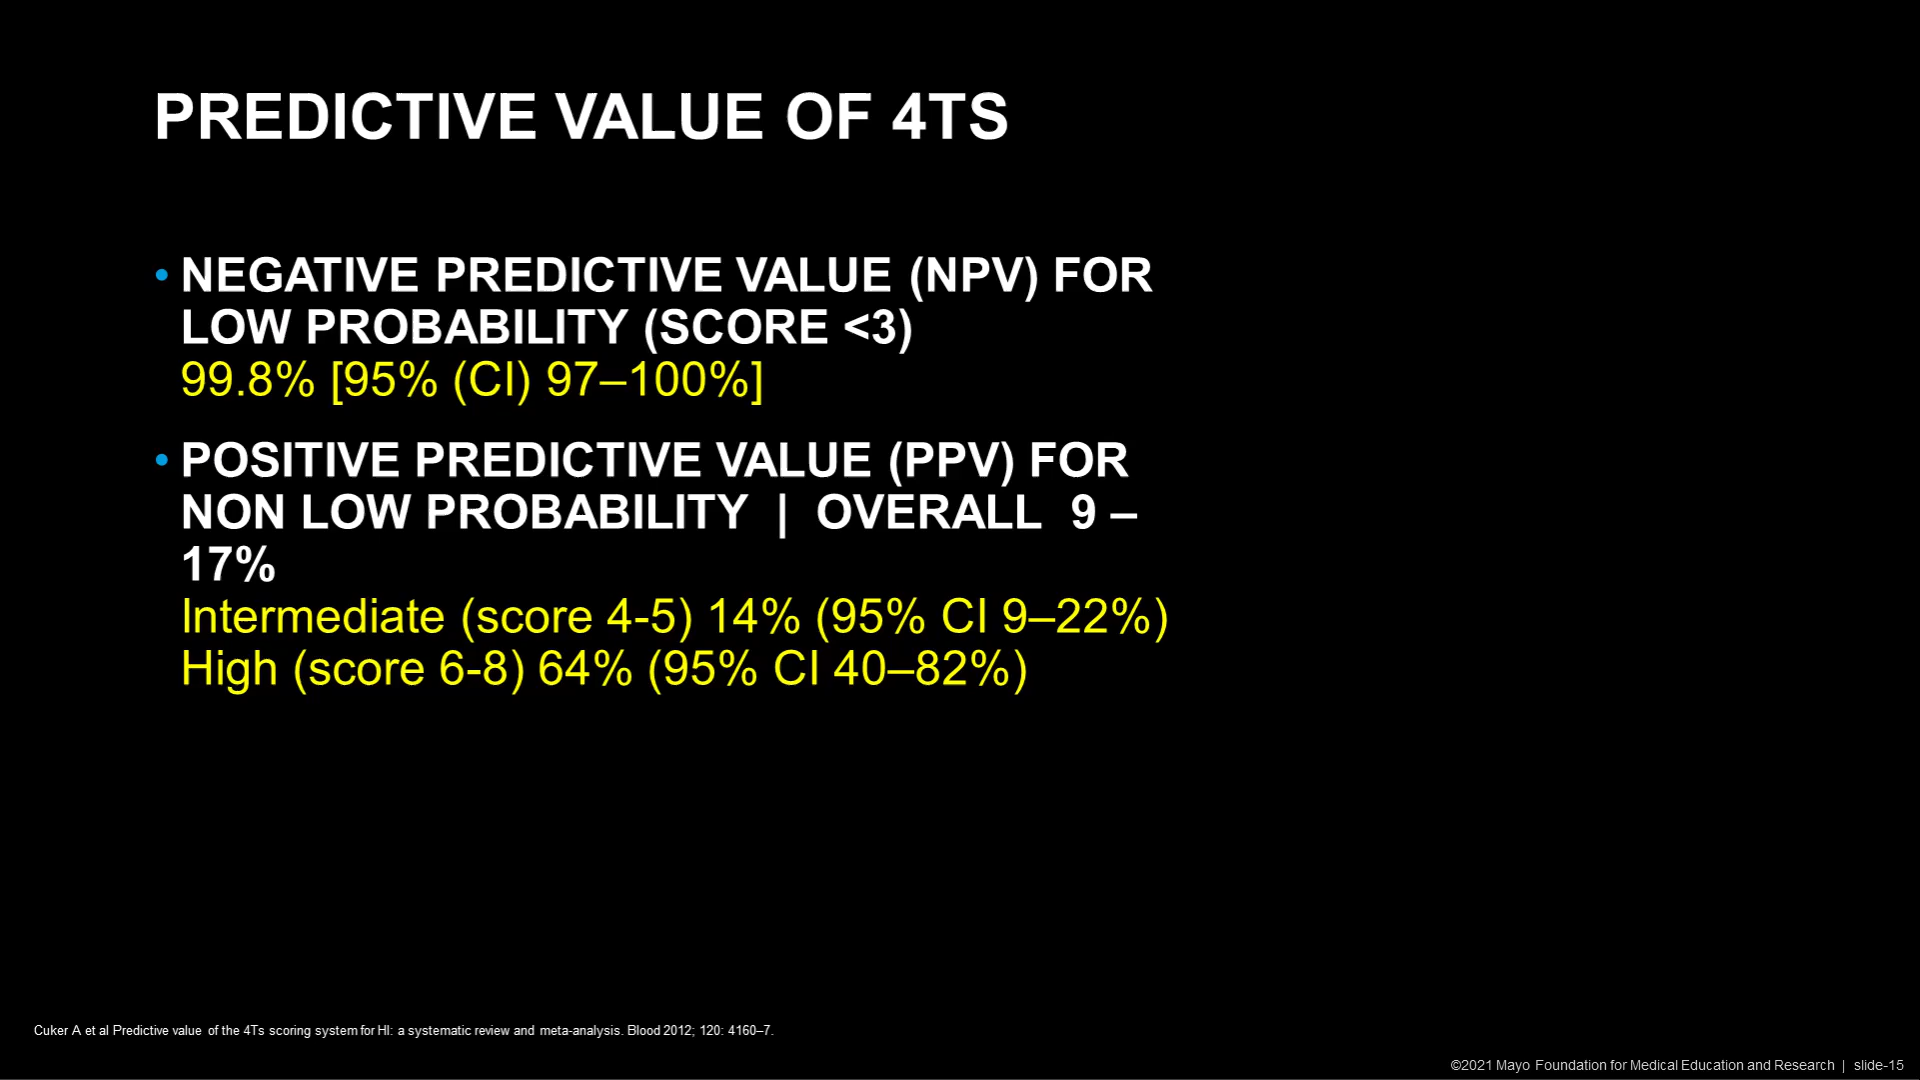 PREDICTIVE VALUE OF 4TS
• NEGATIVE PREDICTIVE VALUE (NPV) FOR
LOW PROBABILITY (SCORE <3)
99.8% [95% (CI) 97–100%]
• POSITIVE PREDICTIVE VALUE (PPV) FOR
NON LOW PROBABILITY | OVERALL 9 –
17%
Intermediate (score 4-5) 14% (95% CI 9–22%)
High (score 6-8) 64% (95% CI 40–82%)
Cuker A et al Predictive value of the 4Ts scoring system for HI: a systematic review and meta-analysis. Blood 2012; 120: 4160–7.
©2021 Mayo Foundation for Medical Education and Research | slide-15